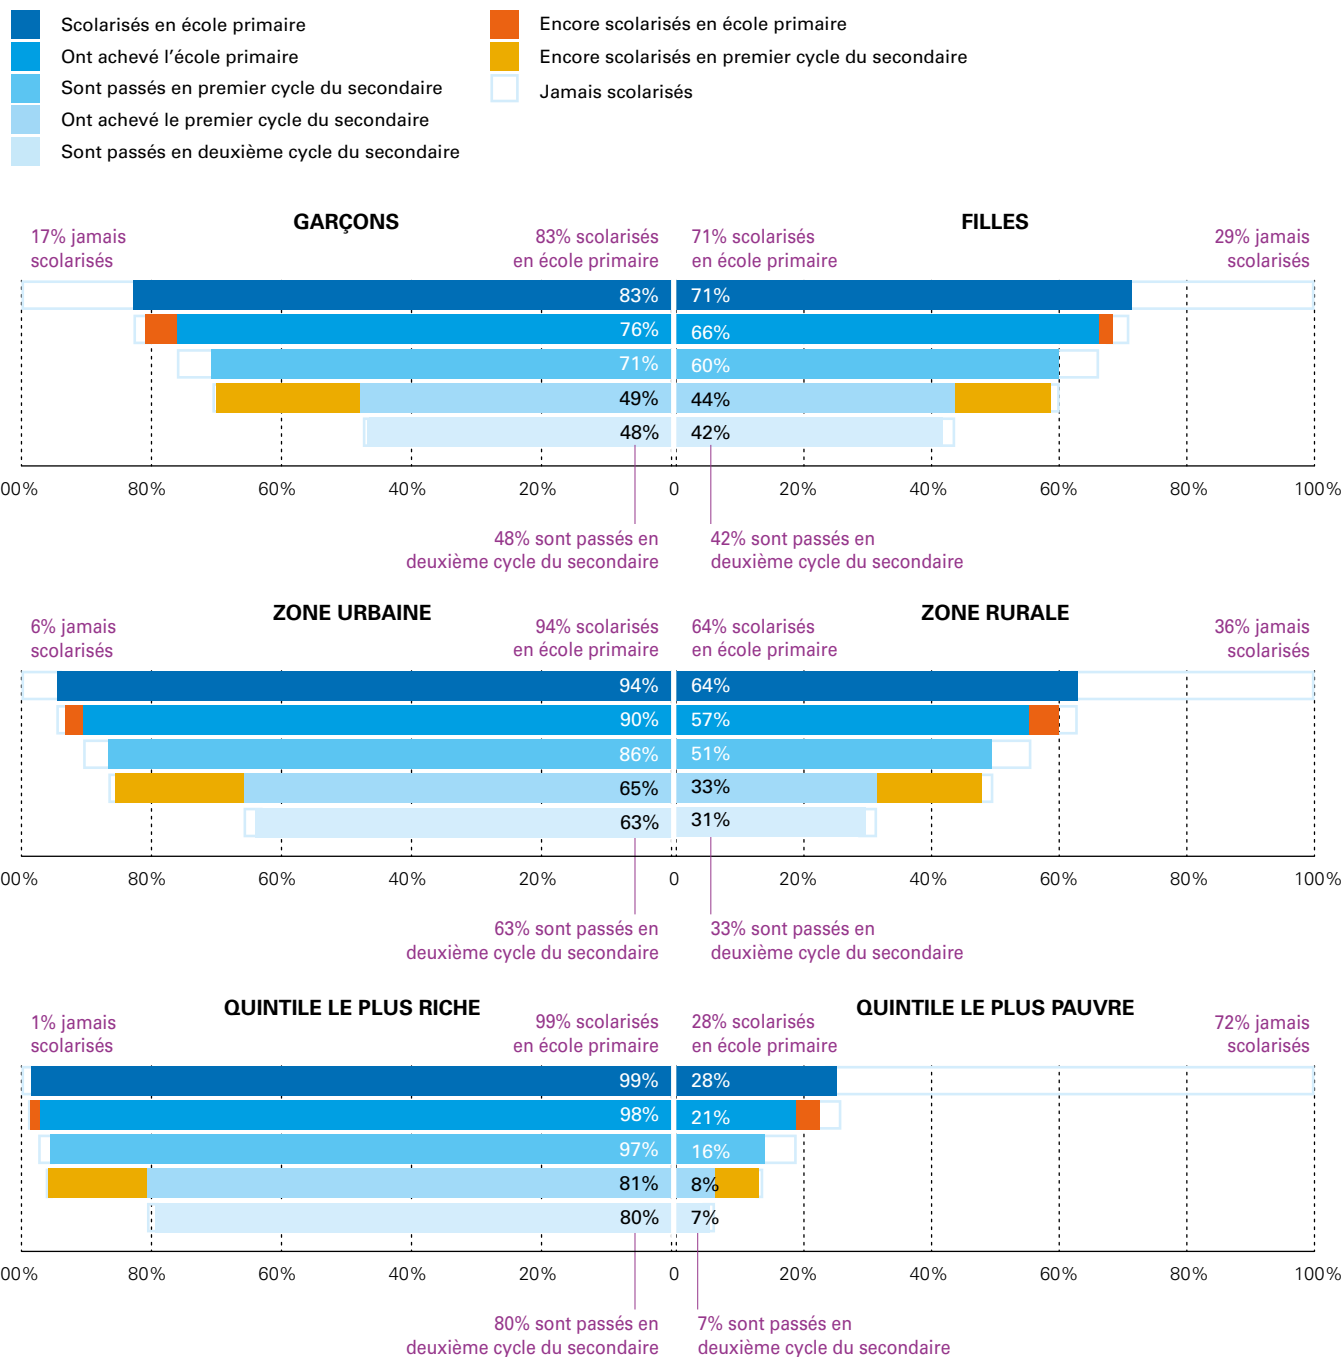 Scolarisés en école primaire
Ont achevé l'école primaire
Sont passés en premier cycle du secondaire
Ont achevé le premier cycle du secondaire
Sont passés en deuxième cycle du secondaire
Encore scolarisés en école primaire
Encore scolarisés en premier cycle du secondaire
Jamais scolarisés
GARÇONS
17% jamais
scolarisés
83% scolarisés
en école primaire
83%
76%
71%
49%
48%
FILLES
71% scolarisés
en école primaire
29% jamais
scolarisés
71%
66%
60%
44%
42%
00% 80% 60% 40% 20% 0 20% 40% 60% 80% 100%
48% sont passés en
deuxième cycle du secondaire
42% sont passés en
deuxième cycle du secondaire
ZONE URBAINE
6% jamais
scolarisés
94% scolarisés
en école primaire
94%
90%
86%
65%
63%
ZONE RURALE
64% scolarisés
en école primaire
36% jamais
scolarisés
64%
57%
51%
33%
31%
00% 80% 60% 40% 20% 0 20% 40% 60% 80% 100%
63% sont passés en
deuxième cycle du secondaire
33% sont passés en
deuxième cycle du secondaire
QUINTILE LE PLUS RICHE
1% jamais
scolarisés
99% scolarisés
en école primaire
99%
98%
97%
81%
80%
QUINTILE LE PLUS PAUVRE
28% scolarisés
en école primaire
72% jamais
scolarisés
28%
21%
16%
8%
7%
00% 80% 60% 40% 20% 0 20% 40% 60% 80% 100%
80% sont passés en
deuxième cycle du secondaire
7% sont passés en
deuxième cycle du secondaire